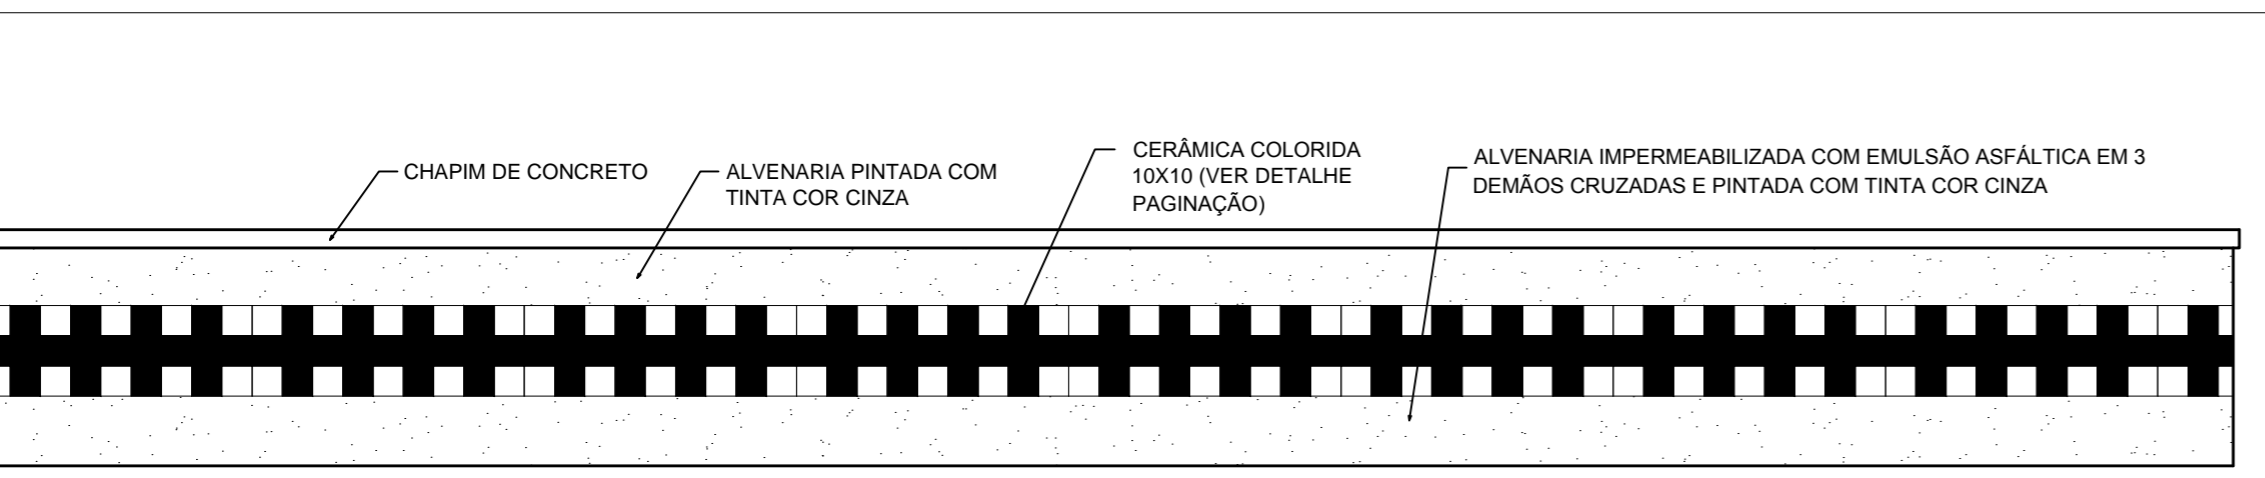 CHAPIM DE CONCRETO
ALVENARIA PINTADA COM
TINTA COR CINZA
CERÂMICA COLORIDA
10X10 (VER DETALHE
PAGINAÇÃO)
ALVENARIA IMPERMEABILIZADA COM EMULSÃO ASFÁLTICA EM 3
DEMÃOS CRUZADAS E PINTADA COM TINTA COR CINZA